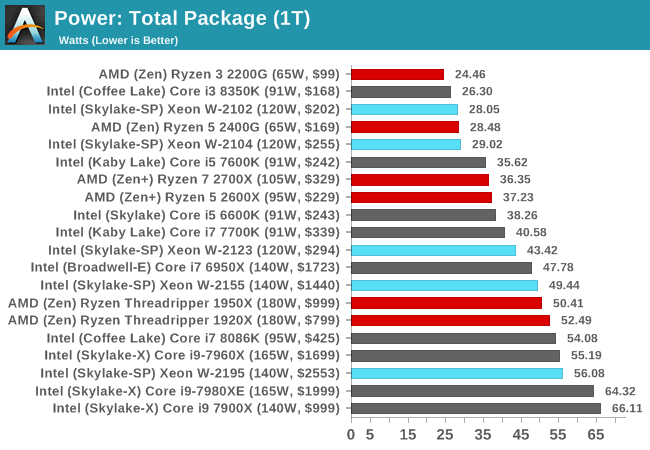 Power: Total Package (1T)
Watts (Lower is Better)
AMD (Zen) Ryzen 3 2200G (65W, $99) 24.46
Intel (Coffee Lake) Core i3 8350K (91W, $168) 26.30
Intel (Skylake-SP) Xeon W-2102 (120W, $202) 28.05
AMD (Zen) Ryzen 5 2400G (65W, $169) 28.48
Intel (Skylake-SP) Xeon W-2104 (120W, $255) 29.02
Intel (Kaby Lake) Core i5 7600K (91W, $242) 35.62
AMD (Zen+) Ryzen 7 2700X (105W, $329) 36.35
AMD (Zen+) Ryzen 5 2600X (95W, $229) 37.23
Intel (Skylake) Core i5 6600K (91W, $243) 38.26
Intel (Kaby Lake) Core i7 7700K (91W, $339) 40.58
Intel (Skylake-SP) Xeon W-2123 (120W, $294) 43.42
Intel (Broadwell-E) Core i7 6950X (140W, $1723) 47.78
Intel (Skylake-SP) Xeon W-2155 (140W, $1440) 49.44
AMD (Zen) Ryzen Threadripper 1950X (180W, $999) 50.41
AMD (Zen) Ryzen Threadripper 1920X (180W, $799) 52.49
Intel (Coffee Lake) Core i7 8086K (95W, $425) 54.08
Intel (Skylake-X) Core i9-7960X (165W, $1699) 55.19
Intel (Skylake-SP) Xeon W-2195 (140W, $2553) 56.08
Intel (Skylake-X) Core i9-7980XE (165W, $1999) 64.32
Intel (Skylake-X) Core i9 7900X (140W, $999) 66.11
0 5 15 25 35 45 55 65